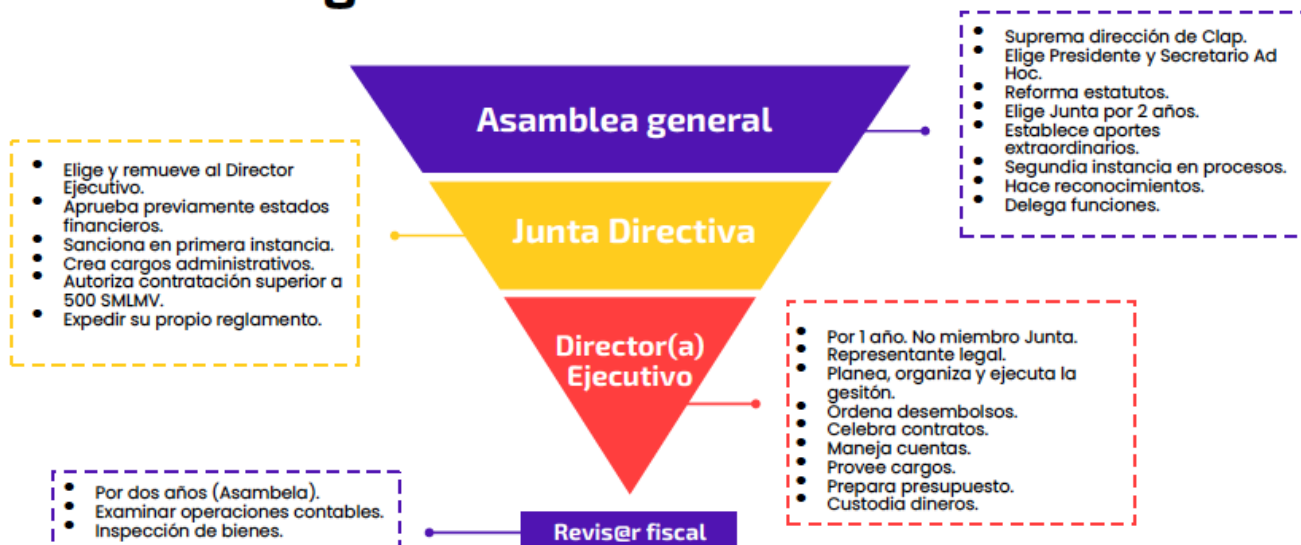 g
Asamblea general
• Suprema dirección de Clap.
• Elige Presidente y Secretario Ad
Hoc.
• Reforma estatutos.
• Elige Junta por 2 años.
• Establece aportes
extraordinarios.
• Segundia instancia en procesos.
• Hace reconocimientos.
• Delega funciones.
Junta Directiva
• Elige y remueve al Director
Ejecutivo.
• Aprueba previamente estados
financieros.
• Sanciona en primera instancia.
• Crea cargos administrativos.
• Autoriza contratación superior a
500 SMLMV.
• Expedir su propio reglamento.
Director(a)
Ejecutivo
• Por 1 año. No miembro Junta.
• Representante legal.
• Planea, organiza y ejecuta la
gesitón.
• Ordena desembolsos.
• Celebra contratos.
• Maneja cuentas.
• Provee cargos.
• Prepara presupuesto.
• Custodia dineros.
Revis@r fiscal
• Por dos años (Asambela).
• Examinar operaciones contables.
• Inspección de bienes.